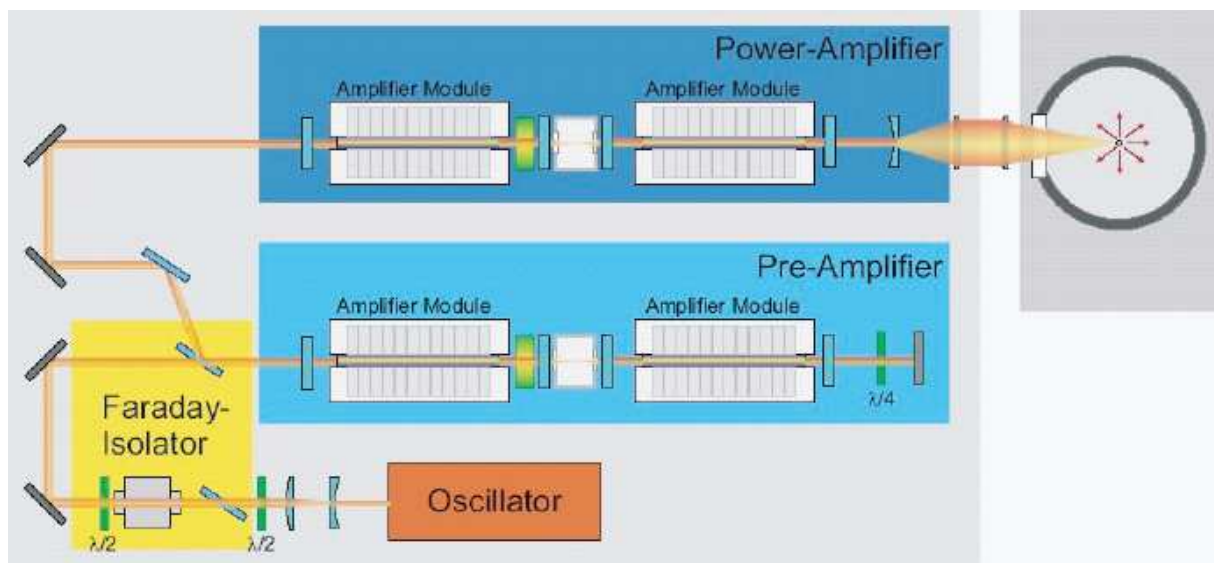 Power-Amplifier
Amplifier Module
Amplifier Module
Pre-Amplifier
Amplifier Module
Amplifier Module
λ/4
Faraday-
Isolator
Oscillator
λ/2
λ/2